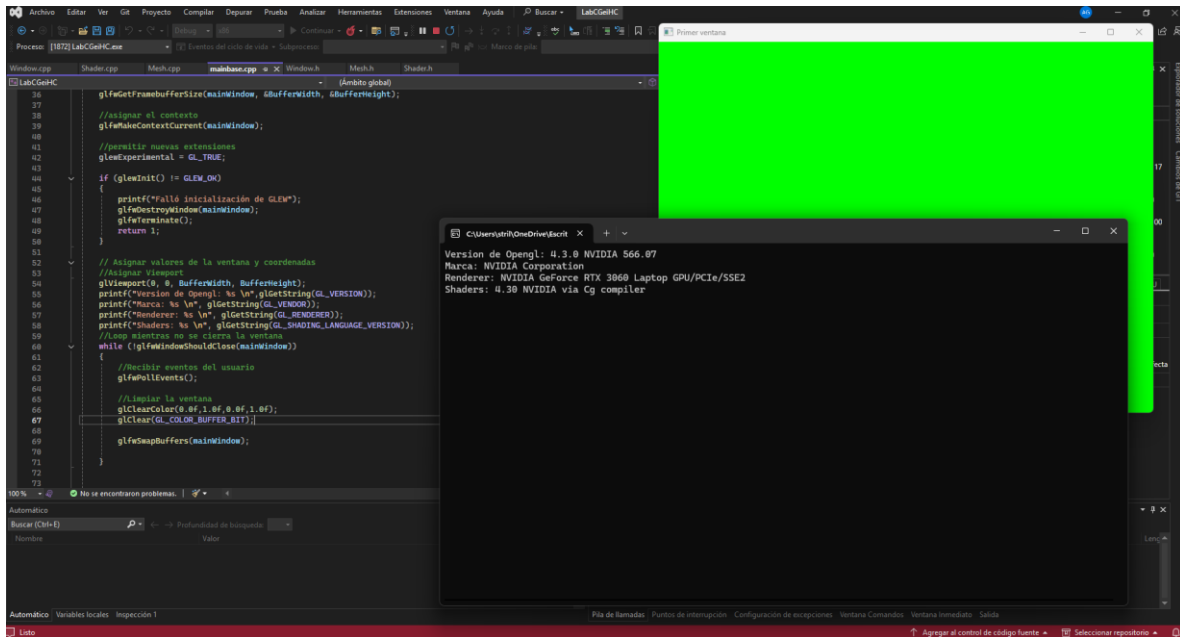 Archivo Editar Ver Git Proyecto Compilar Depurar Prueba Analizar Herramientas Extensiones Ventana Ayuda Buscar LabCGeiHC
Debug x86 Continuar
Proceso: [1872] LabCGeiHC.exe Eventos del ciclo de vida Subproceso: Marco de pila:
Window.cpp Shader.cpp Mesh.cpp mainbase.cpp Window.h Mesh.h Shader.h
LabCGeiHC (Ámbito global)
36 glfwGetFramebufferSize(mainWindow, &BufferWidth, &BufferHeight);
37
38 //asignar el contexto
39 glfwMakeContextCurrent(mainWindow);
40
41 //permitir nuevas extensiones
42 glewExperimental = GL_TRUE;
43
44 if (glewInit() != GLEW_OK)
45 {
46 printf("Falló inicialización de GLEW");
47 glfwDestroyWindow(mainWindow);
48 glfwTerminate();
49 return 1;
50 }
51
52 // Asignar valores de la ventana y coordenadas
53 //Asignar Viewport
54 glViewport(0, 0, BufferWidth, BufferHeight);
55 printf("Version de Opengl: %s \n",glGetString(GL_VERSION));
56 printf("Marca: %s \n", glGetString(GL_VENDOR));
57 printf("Renderer: %s \n", glGetString(GL_RENDERER));
58 printf("Shaders: %s \n", glGetString(GL_SHADING_LANGUAGE_VERSION));
59 //Loop mientras no se cierra la ventana
60 while (!glfwWindowShouldClose(mainWindow))
61 {
62 //Recibir eventos del usuario
63 glfwPollEvents();
64
65 //Limpiar la ventana
66 glClearColor(0.0f,1.0f,0.0f,1.0f);
67 glClear(GL_COLOR_BUFFER_BIT);
68
69 glfwSwapBuffers(mainWindow);
70
71 }
72
73
100 % No se encontraron problemas.
Automático
Buscar (Ctrl+E) Profundidad de búsqueda:
Nombre Valor
Automático Variables locales Inspección 1
Primer ventana
C:\Users\stril\OneDrive\Escrit
Version de Opengl: 4.3.0 NVIDIA 566.07
Marca: NVIDIA Corporation
Renderer: NVIDIA GeForce RTX 3060 Laptop GPU/PCIe/SSE2
Shaders: 4.30 NVIDIA via Cg compiler
Explorador de soluciones Cambios de GIT
17
00
ecta
Pila de llamadas Puntos de interrupción Configuración de excepciones Ventana Comandos Ventana Inmediato Salida
Listo Agregar al control de código fuente Seleccionar repositorio